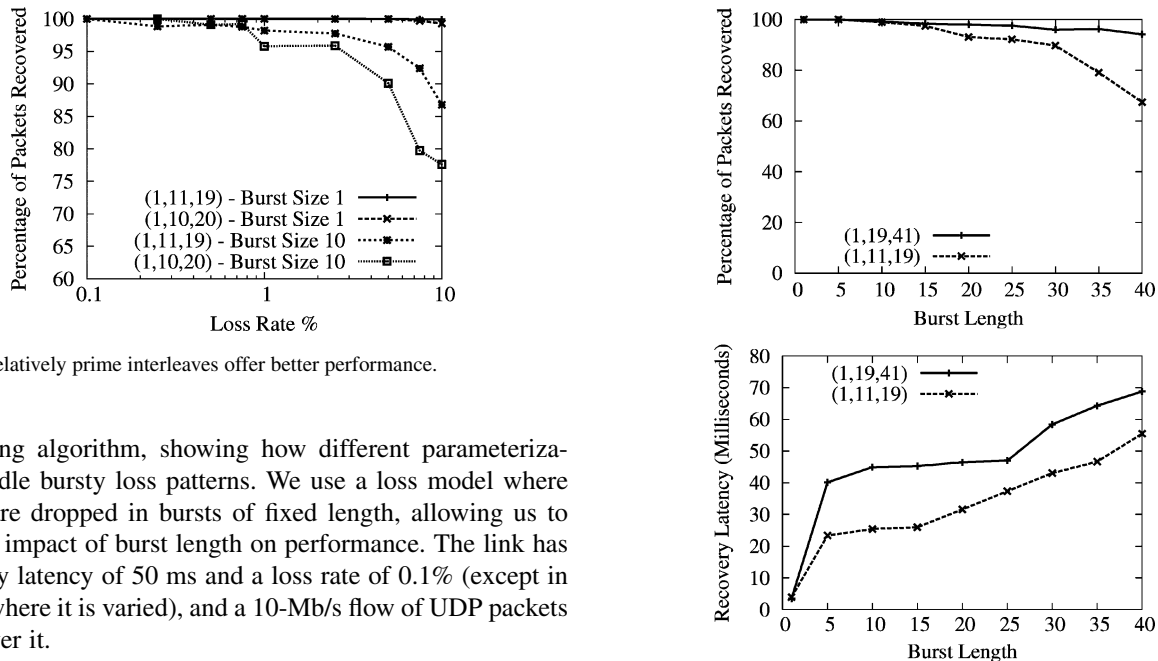 100
95
90
85
80
75
70
65
60
Percentage of Packets Recovered
(1,11,19) - Burst Size 1
(1,10,20) - Burst Size 1
(1,11,19) - Burst Size 10
(1,10,20) - Burst Size 10
0.1 1 10
Loss Rate %
elatively prime interleaves offer better performance.
ng algorithm, showing how different parameteriza-
dle bursty loss patterns. We use a loss model where
re dropped in bursts of fixed length, allowing us to
impact of burst length on performance. The link has
y latency of 50 ms and a loss rate of 0.1% (except in
where it is varied), and a 10-Mb/s flow of UDP packets
er it.
100
80
60
40
20
0
Percentage of Packets Recovered
(1,19,41)
(1,11,19)
0 5 10 15 20 25 30 35 40
Burst Length
80
70
60
50
40
30
20
10
0
Recovery Latency (Milliseconds)
(1,19,41)
(1,11,19)
0 5 10 15 20 25 30 35 40
Burst Length